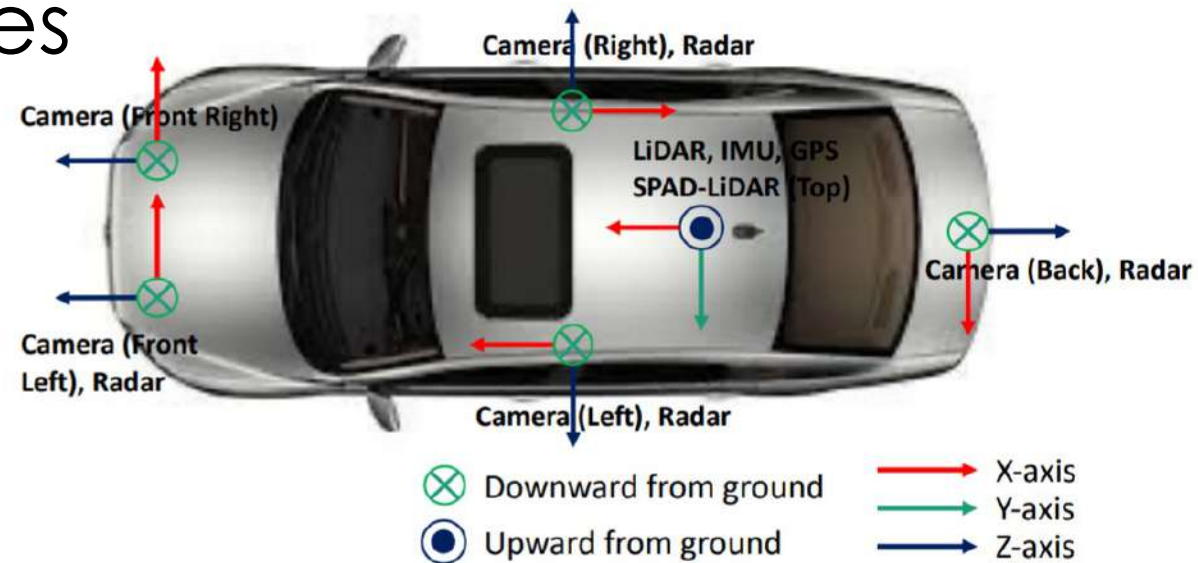 es
Camera (Right), Radar
Camera (Front Right)
LiDAR, IMU, GPS
SPAD-LiDAR (Top)
Camera (Back), Radar
Camera (Front
Left), Radar
Camera (Left), Radar
Downward from ground
Upward from ground
X-axis
Y-axis
Z-axis